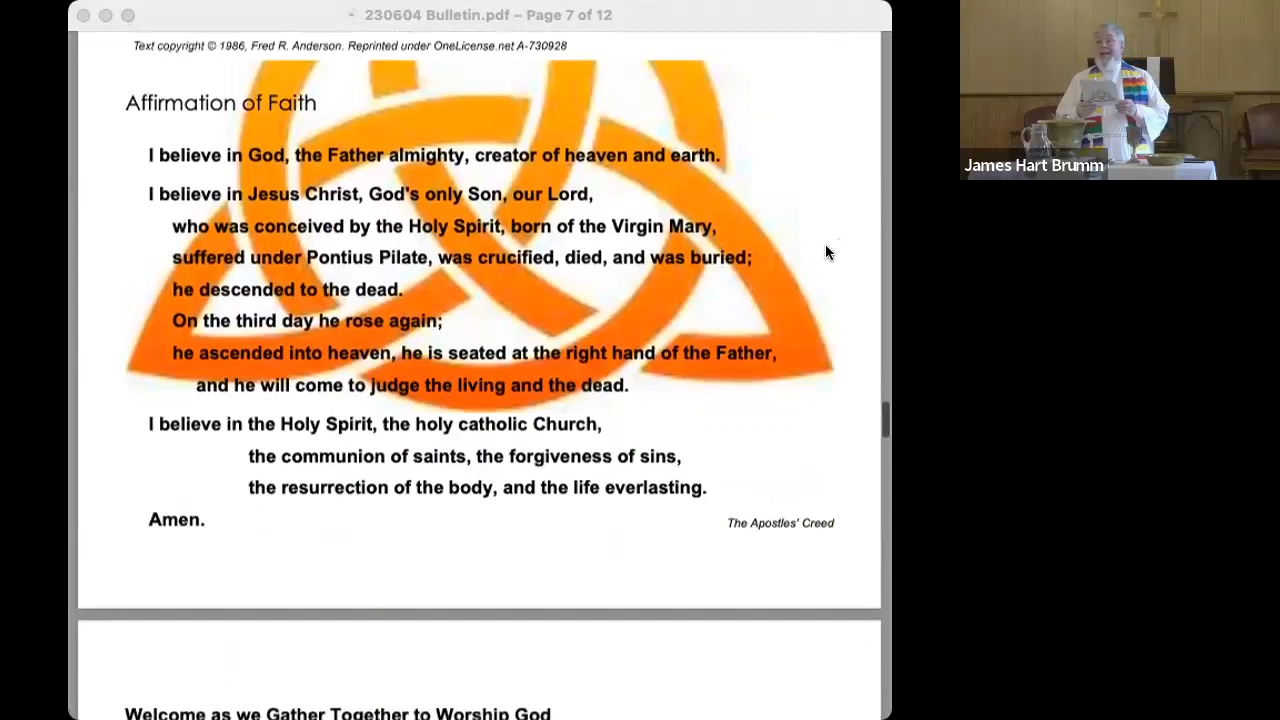 230604 Bulletin.pdf – Page 7 of 12
Text copyright © 1986, Fred R. Anderson. Reprinted under OneLicense.net A-730928
Affirmation of Faith
I believe in God, the Father almighty, creator of heaven and earth.
I believe in Jesus Christ, God's only Son, our Lord,
who was conceived by the Holy Spirit, born of the Virgin Mary,
suffered under Pontius Pilate, was crucified, died, and was buried;
he descended to the dead.
On the third day he rose again;
he ascended into heaven, he is seated at the right hand of the Father,
and he will come to judge the living and the dead.
I believe in the Holy Spirit, the holy catholic Church,
the communion of saints, the forgiveness of sins,
the resurrection of the body, and the life everlasting.
Amen.
The Apostles' Creed
Welcome as we Gather Together to Worship God
James Hart Brumm